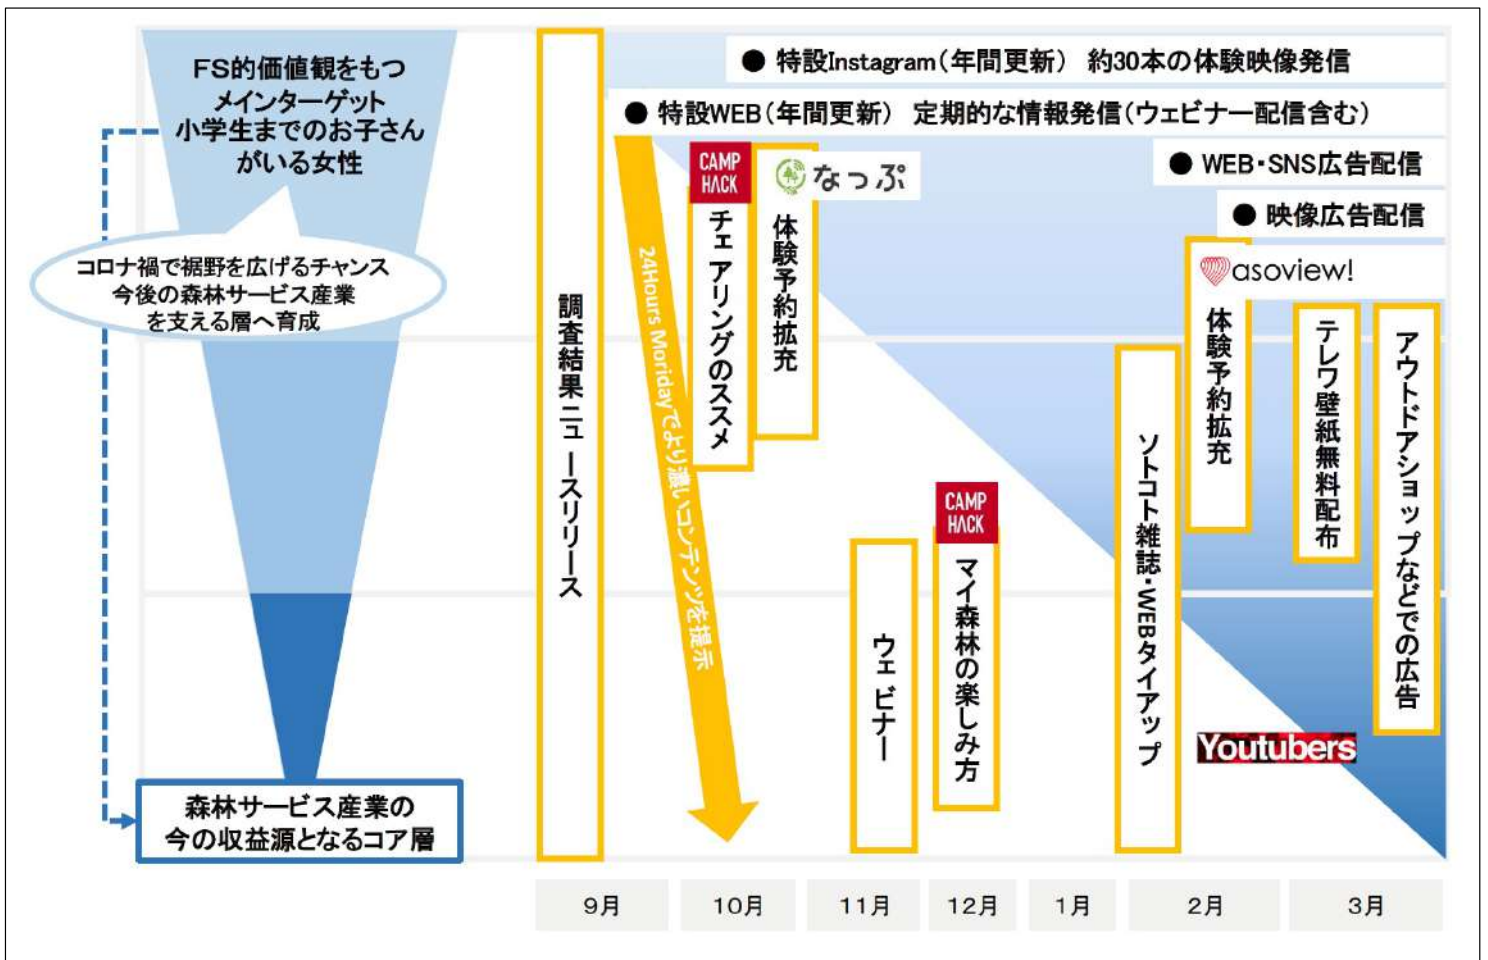 FS的価値観をもつ
メインターゲット
小学生までのお子さん
がいる女性
コロナ禍で裾野を広げるチャンス
今後の森林サービス産業
を支える層へ育成
森林サービス産業の
今の収益源となるコア層
● 特設Instagram(年間更新) 約30本の体験映像発信
● 特設WEB(年間更新) 定期的な情報発信(ウェビナー配信含む)
● WEB・SNS広告配信
● 映像広告配信
調査結果ニュースリリース
24Hours Moridayでより濃いコンテンツを提示
CAMP
HACK
チェアリングのススメ
なっぷ
体験予約拡充
ウェビナー
CAMP
HACK
マイ森林の楽しみ方
ソトコト雑誌・WEBタイアップ
asoview!
体験予約拡充
テレワ壁紙無料配布
アウトドアショップなどでの広告
Youtubers
9月
10月
11月
12月
1月
2月
3月